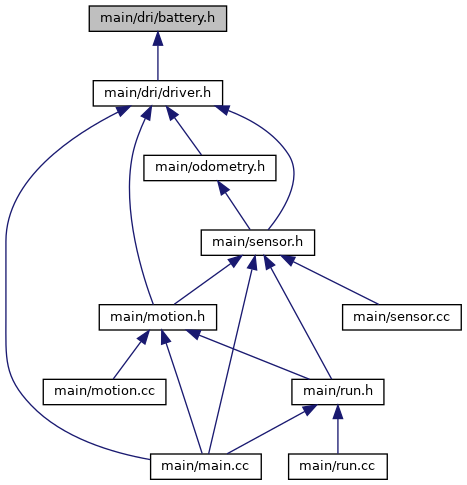 main/dri/battery.h
main/dri/driver.h
main/odometry.h
main/sensor.h
main/motion.h
main/sensor.cc
main/motion.cc
main/run.h
main/main.cc
main/run.cc